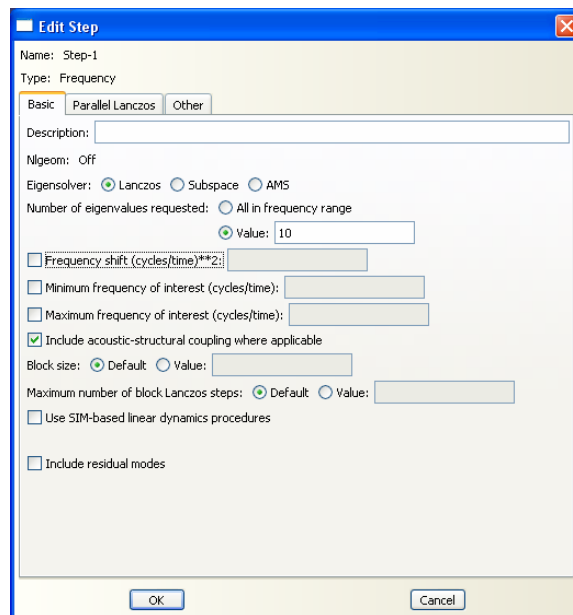 Edit Step
Name: Step-1
Type: Frequency
Basic Parallel Lanczos Other
Description:
Nlgeom: Off
Eigensolver: Lanczos Subspace AMS
Number of eigenvalues requested: All in frequency range
Value: 10
Frequency shift (cycles/time)**2:
Minimum frequency of interest (cycles/time):
Maximum frequency of interest (cycles/time):
Include acoustic-structural coupling where applicable
Block size: Default Value:
Maximum number of block Lanczos steps: Default Value:
Use SIM-based linear dynamics procedures
Include residual modes
OK Cancel